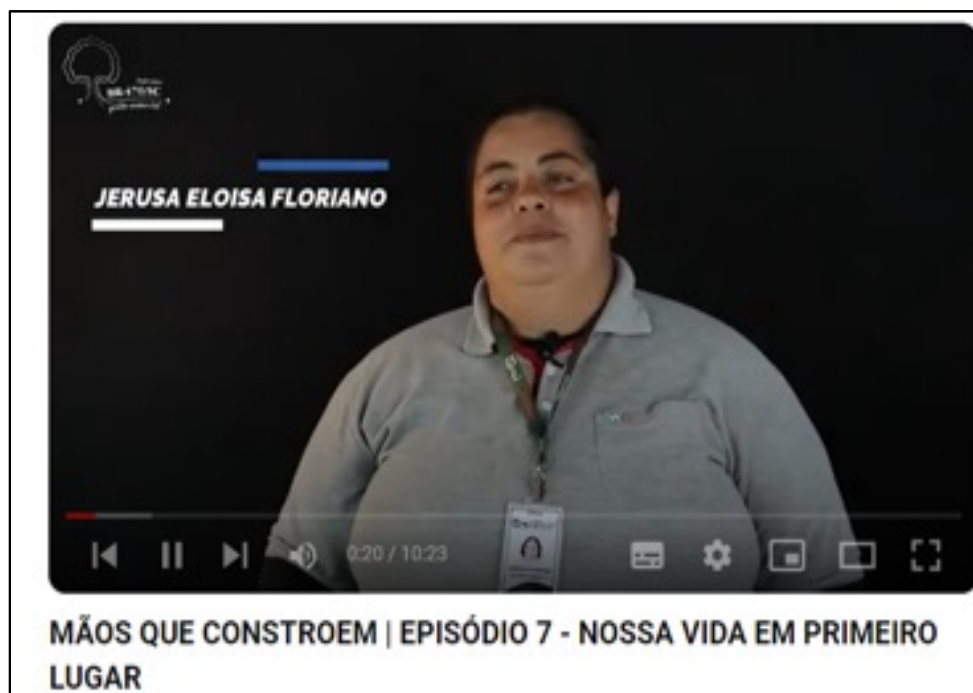 JERUSA ELOISA FLORIANO
0:20 / 10:23
MÃOS QUE CONSTROEM | EPISÓDIO 7 - NOSSA VIDA EM PRIMEIRO
LUGAR